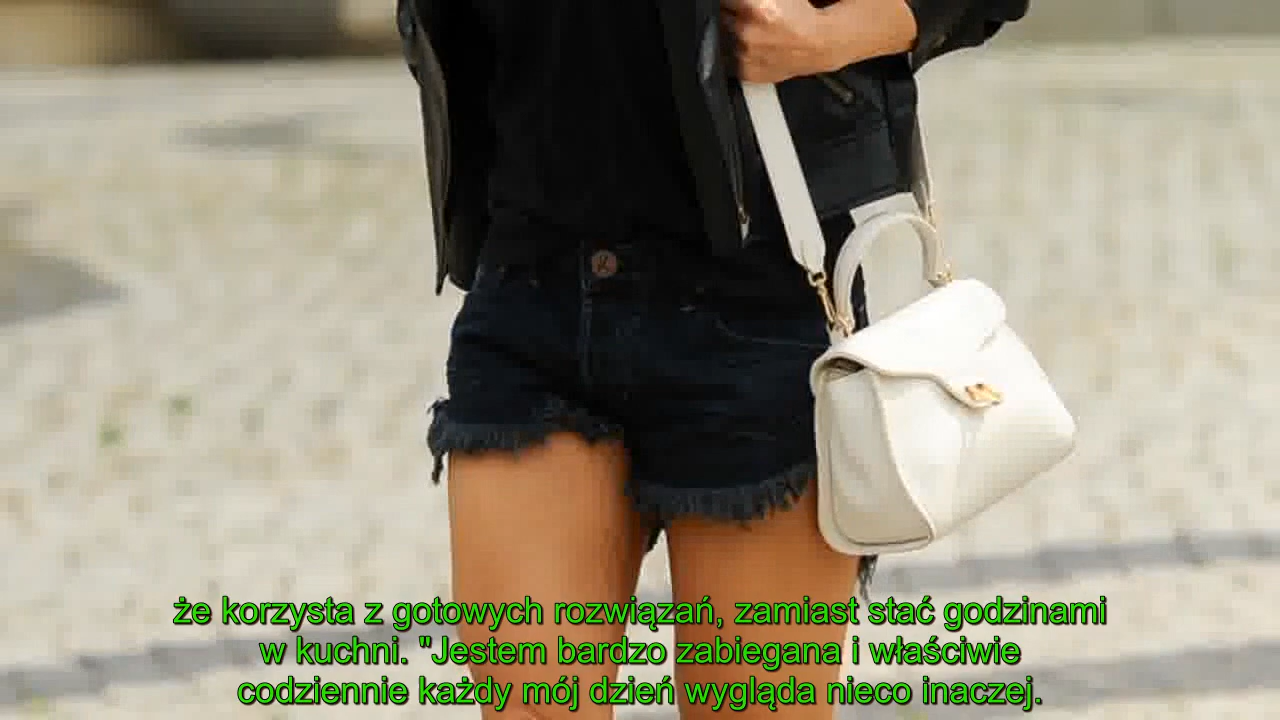 że korzysta z gotowych rozwiązań, zamiast stać godzinami
w kuchni. "Jestem bardzo zabiegana i właściwie
codziennie każdy mój dzień wygląda nieco inaczej.